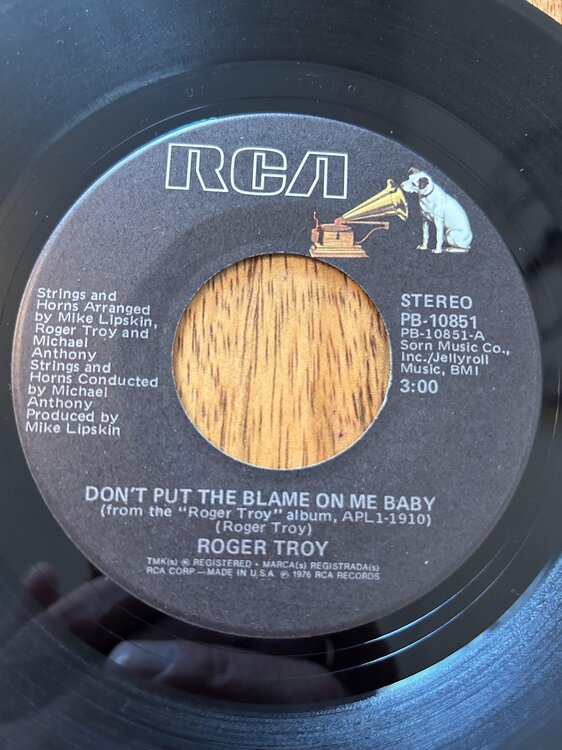 RCA
Strings and
Horns Arranged
by Mike Lipskin,
Roger Troy and
Michael
Anthony
Strings and
Horns Conducted
by Michael
Anthony
Produced by
Mike Lipskin
STEREO
PB-10851
PB-10851-A
Sorn Music Co.,
Inc./Jellyroll
Music, BMI
3:00
DON'T PUT THE BLAME ON ME BABY
(from the "Roger Troy" album, APL1-1910)
(Roger Troy)
ROGER TROY
TMK(s) ® REGISTERED • MARCA(s) REGISTRADA(s)
RCA CORP.—MADE IN U.S.A. ℗ 1976 RCA RECORDS